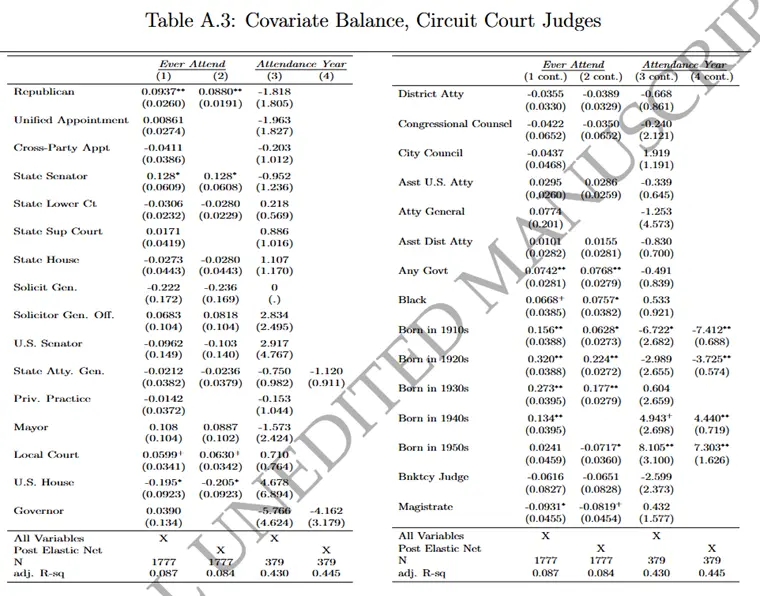 Table A.3: Covariate Balance, Circuit Court Judges
Ever Attend Attendance Year
(1) (2) (3) (4)
Republican 0.0937** 0.0880** -1.818
(0.0260) (0.0191) (1.805)
Unified Appointment 0.00861 -1.963
(0.0274) (1.827)
Cross-Party Appt -0.0411 -0.203
(0.0386) (1.012)
State Senator 0.128* 0.128* -0.952
(0.0609) (0.0608) (1.236)
State Lower Ct -0.0306 -0.0280 0.218
(0.0232) (0.0229) (0.569)
State Sup Court 0.0171 0.886
(0.0419) (1.016)
State House -0.0273 -0.0280 1.107
(0.0443) (0.0443) (1.170)
Solicit Gen. -0.222 -0.236 0
(0.172) (0.169) (.)
Solicitor Gen. Off. 0.0683 0.0818 2.834
(0.104) (0.104) (2.495)
U.S. Senator -0.0962 -0.103 2.917
(0.149) (0.140) (4.767)
State Atty. Gen. -0.0212 -0.0236 -0.750 -1.120
(0.0382) (0.0379) (0.982) (0.911)
Priv. Practice -0.0142 -0.153
(0.0372) (1.044)
Mayor 0.108 0.0887 -1.573
(0.104) (0.102) (2.424)
Local Court 0.0599+ 0.0630+ 0.710
(0.0341) (0.0342) (0.764)
U.S. House -0.195* -0.205* 4.678
(0.0923) (0.0923) (6.894)
Governor 0.0390 -5.766 -4.162
(0.134) (4.624) (3.179)
All Variables X X
Post Elastic Net X X
N 1777 1777 379 379
adj. R-sq 0.087 0.084 0.430 0.445
Ever Attend Attendance Year
(1 cont.) (2 cont.) (3 cont.) (4 cont.)
District Atty -0.0355 -0.0389 -0.668
(0.0330) (0.0329) (0.861)
Congressional Counsel -0.0422 -0.0350 -0.240
(0.0652) (0.0652) (2.121)
City Council -0.0437 1.919
(0.0468) (1.191)
Asst U.S. Atty 0.0295 0.0286 -0.339
(0.0260) (0.0259) (0.645)
Atty General 0.0774 -1.253
(0.201) (4.573)
Asst Dist Atty 0.0101 0.0155 -0.830
(0.0282) (0.0281) (0.700)
Any Govt 0.0742** 0.0768** -0.491
(0.0281) (0.0279) (0.839)
Black 0.0668+ 0.0757* 0.533
(0.0385) (0.0382) (0.921)
Born in 1910s 0.156** 0.0628* -6.722* -7.412**
(0.0388) (0.0273) (2.682) (0.688)
Born in 1920s 0.320** 0.224** -2.989 -3.725**
(0.0388) (0.0272) (2.655) (0.574)
Born in 1930s 0.273** 0.177** 0.604
(0.0395) (0.0279) (2.659)
Born in 1940s 0.134** 4.943+ 4.440**
(0.0395) (2.698) (0.719)
Born in 1950s 0.0241 -0.0717* 8.105** 7.303**
(0.0459) (0.0360) (3.100) (1.626)
Bnktcy Judge -0.0616 -0.0651 -2.599
(0.0827) (0.0828) (2.373)
Magistrate -0.0931* -0.0819+ 0.432
(0.0455) (0.0454) (1.577)
All Variables X X
Post Elastic Net X X
N 1777 1777 379 379
adj. R-sq 0.087 0.084 0.430 0.445
UNEDITED MANUSCRIP